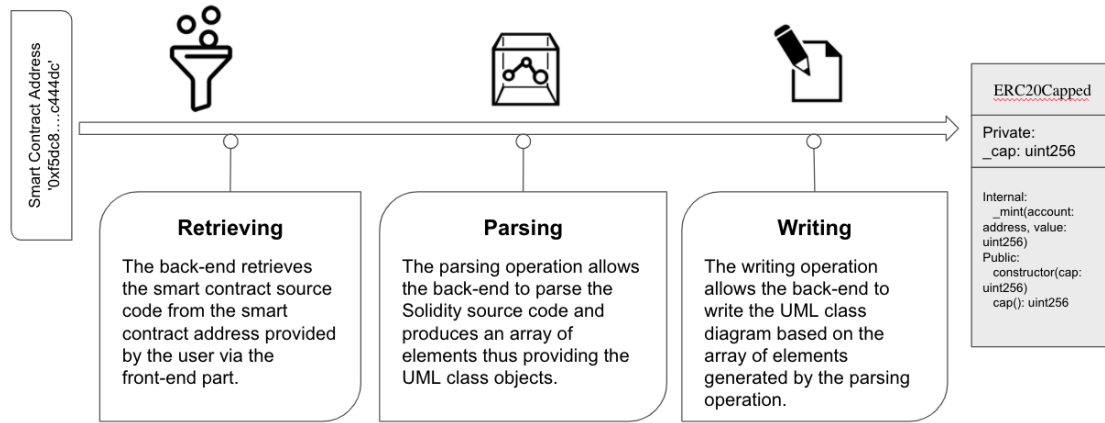 Smart Contract Address
'0xf5dc8....c444dc'
Retrieving
The back-end retrieves
the smart contract source
code from the smart
contract address provided
by the user via the
front-end part.
Parsing
The parsing operation allows
the back-end to parse the
Solidity source code and
produces an array of
elements thus providing the
UML class objects.
Writing
The writing operation
allows the back-end to
write the UML class
diagram based on the
array of elements
generated by the parsing
operation.
ERC20Capped
Private:
_cap: uint256
Internal:
_mint(account:
address, value:
uint256)
Public:
constructor(cap:
uint256)
cap(): uint256